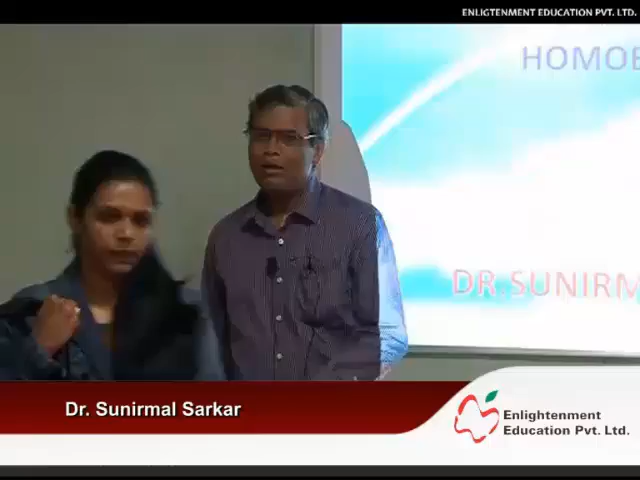 ENLIGTENMENT EDUCATION PVT. LTD.
HOMOE
DR.SUNIRM
Dr. Sunirmal Sarkar
Enlightenment
Education Pvt. Ltd.